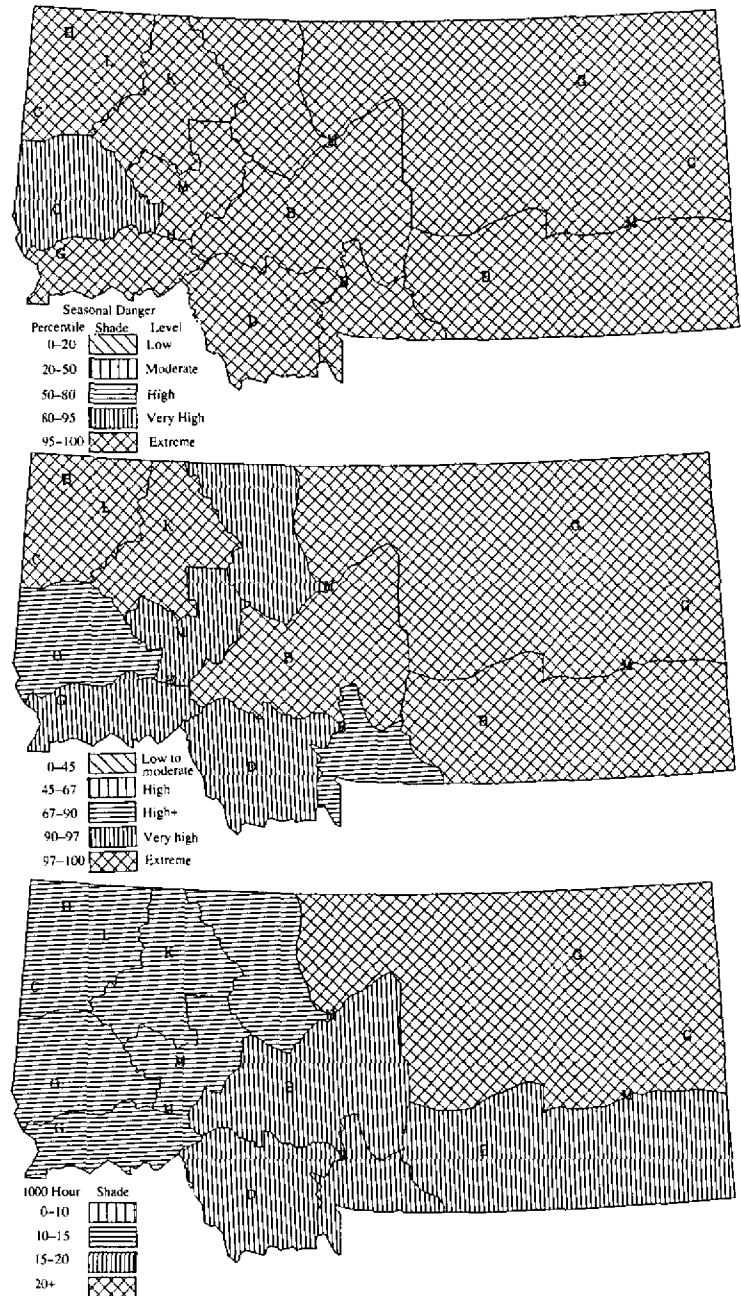 H
L
K
G
C
H
G
M
C
B
M
H
G
B
B
D
Seasonal Danger
Percentile Shade Level
0–20 Low
20–50 Moderate
50–80 High
80–95 Very High
95–100 Extreme
H
L
K
G
C
M
G
M
B
M
G
B
D
0–45 Low to moderate
45–67 High
67–90 High+
90–97 Very high
97–100 Extreme
H
L
K
G
C
G
M
B
M
G
D
1000 Hour Shade
0–10
10–15
15–20
20+